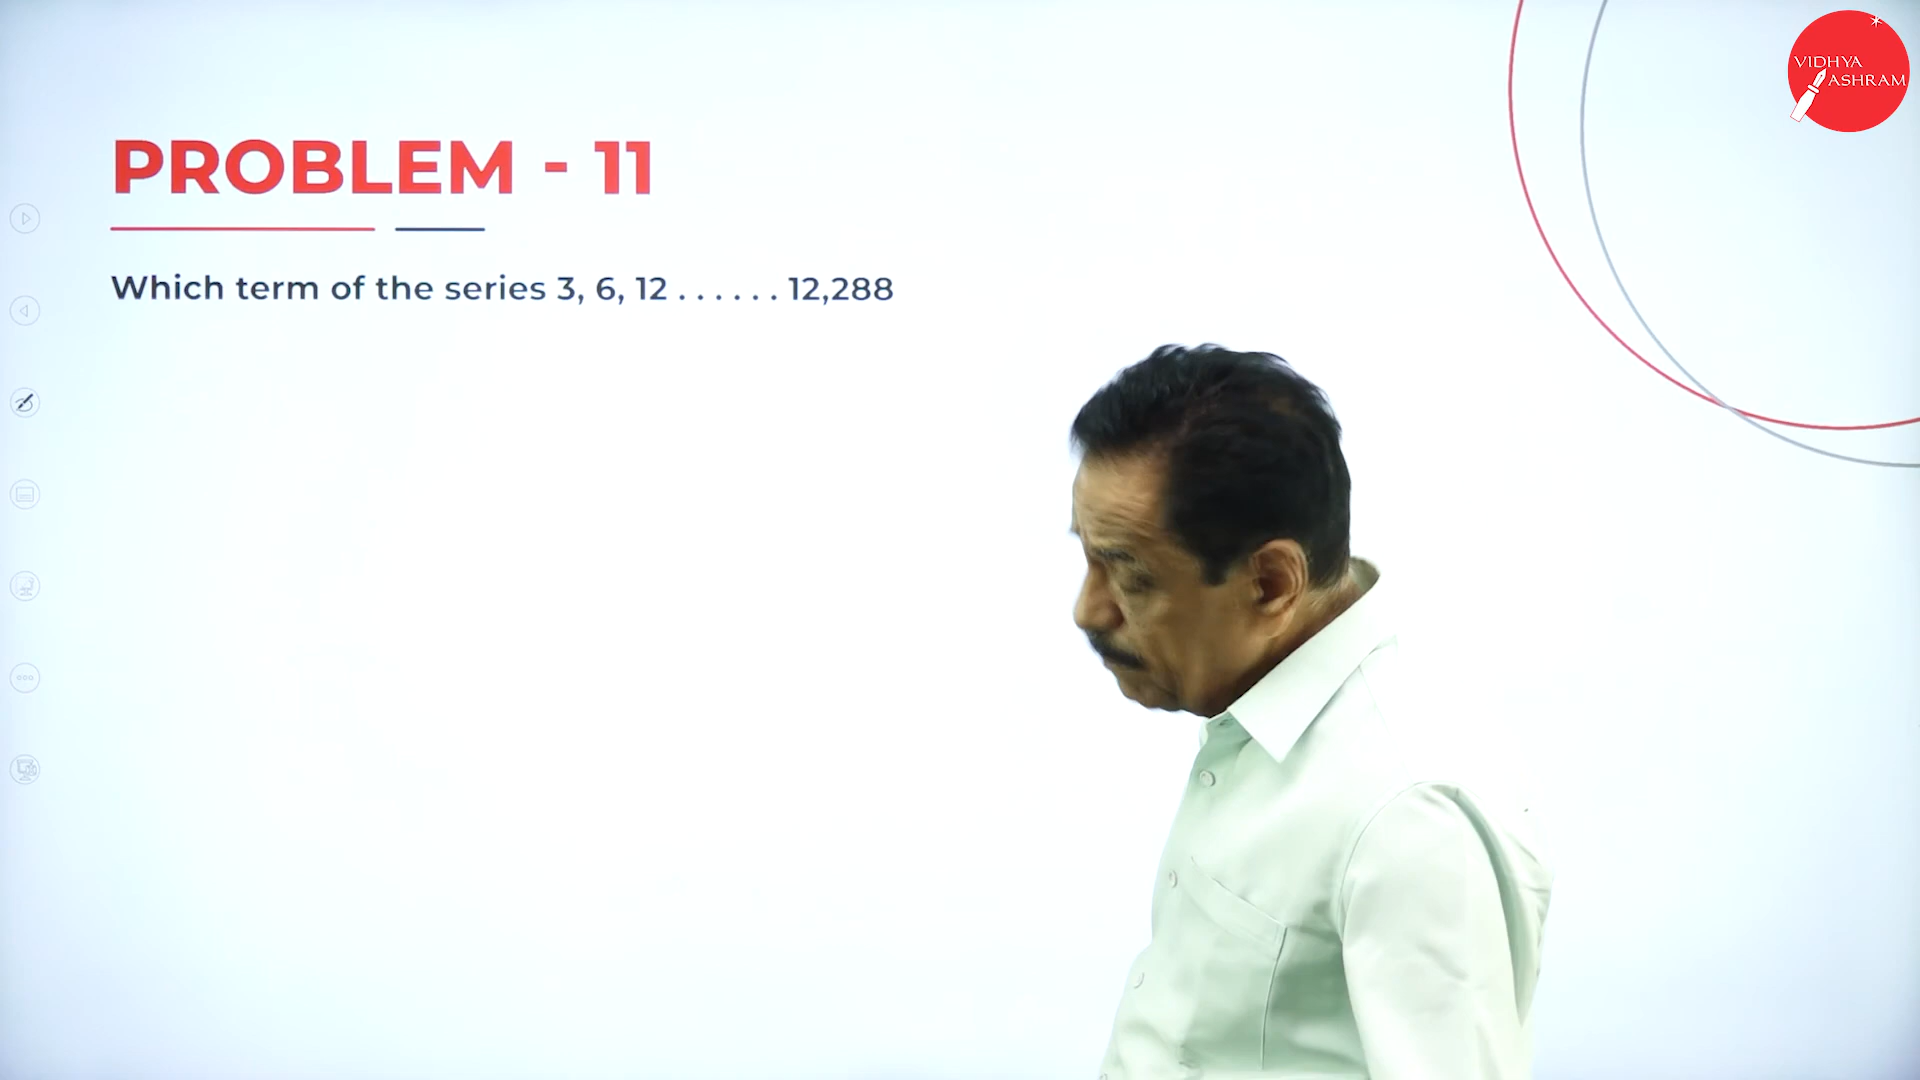 VIDHYA
ASHRAM
PROBLEM - 11
Which term of the series 3, 6, 12 . . . . . . 12,288